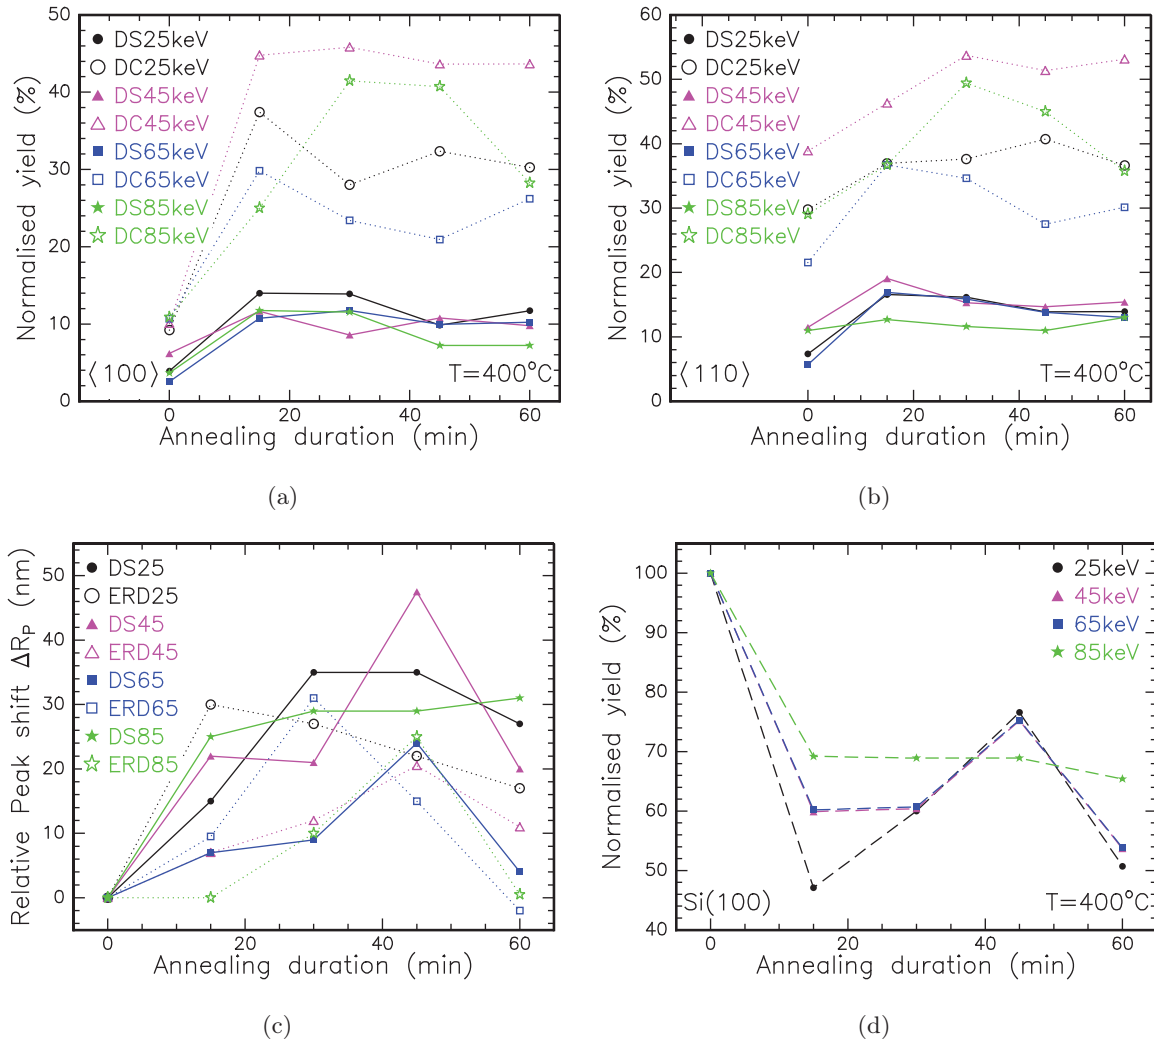 50
40
30
20
10
0
Normalised yield (%)
DS25keV
DC25keV
DS45keV
DC45keV
DS65keV
DC65keV
DS85keV
DC85keV
⟨100⟩
T=400°C
0
20
40
60
Annealing duration (min)
(a)
60
50
40
30
20
10
0
Normalised yield (%)
DS25keV
DC25keV
DS45keV
DC45keV
DS65keV
DC65keV
DS85keV
DC85keV
⟨110⟩
T=400°C
0
20
40
60
Annealing duration (min)
(b)
50
40
30
20
10
0
Relative Peak shift ΔRP (nm)
DS25
ERD25
DS45
ERD45
DS65
ERD65
DS85
ERD85
0
20
40
60
Annealing duration (min)
(c)
100
90
80
70
60
50
40
Normalised yield (%)
25keV
45keV
65keV
85keV
Si(100)
T=400°C
0
20
40
60
Annealing duration (min)
(d)